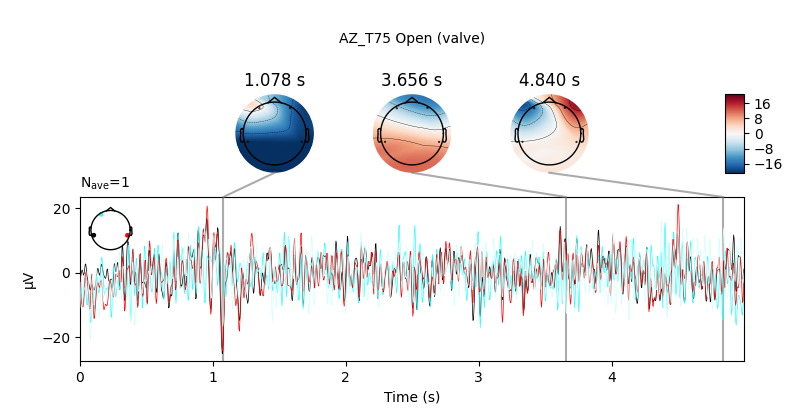 AZ_T75 Open (valve)
1.078 s 3.656 s 4.840 s
16
8
0
−8
−16
Nave=1
20
0
−20
μV
0 1 2 3 4
Time (s)